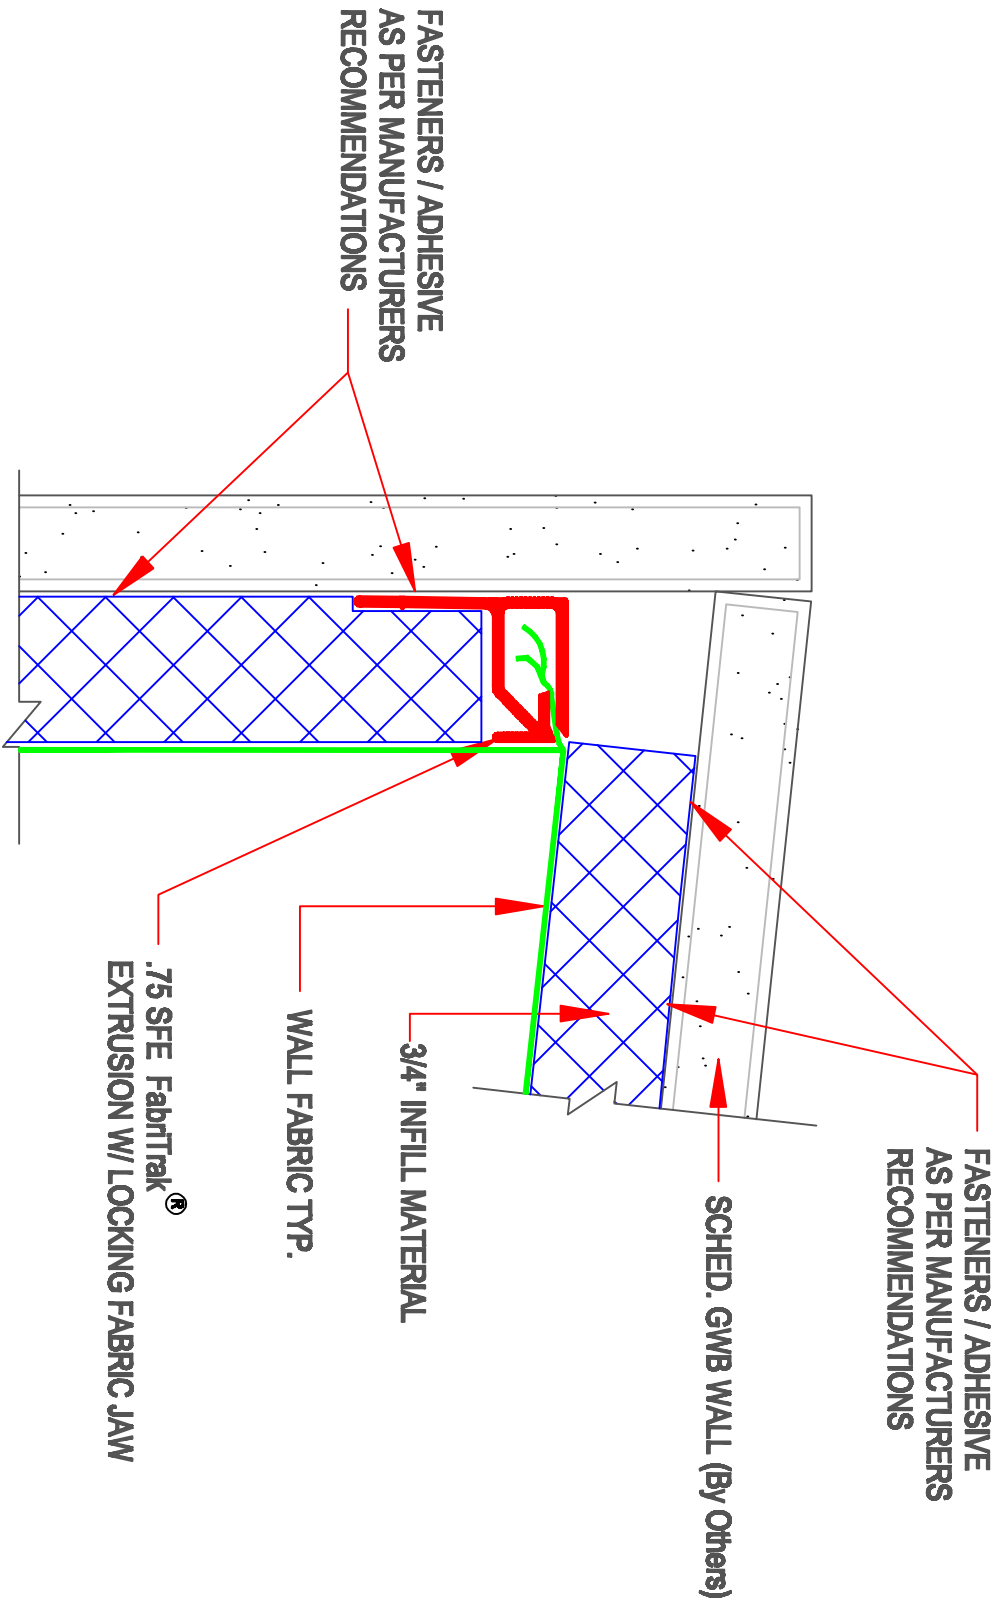 FASTENERS / ADHESIVE
AS PER MANUFACTURERS
RECOMMENDATIONS
FASTENERS / ADHESIVE
AS PER MANUFACTURERS
RECOMMENDATIONS
SCHED. GWB WALL (By Others)
3/4" INFILL MATERIAL
WALL FABRIC TYP.
.75 SFE FabriTrak®
EXTRUSION W/ LOCKING FABRIC JAW